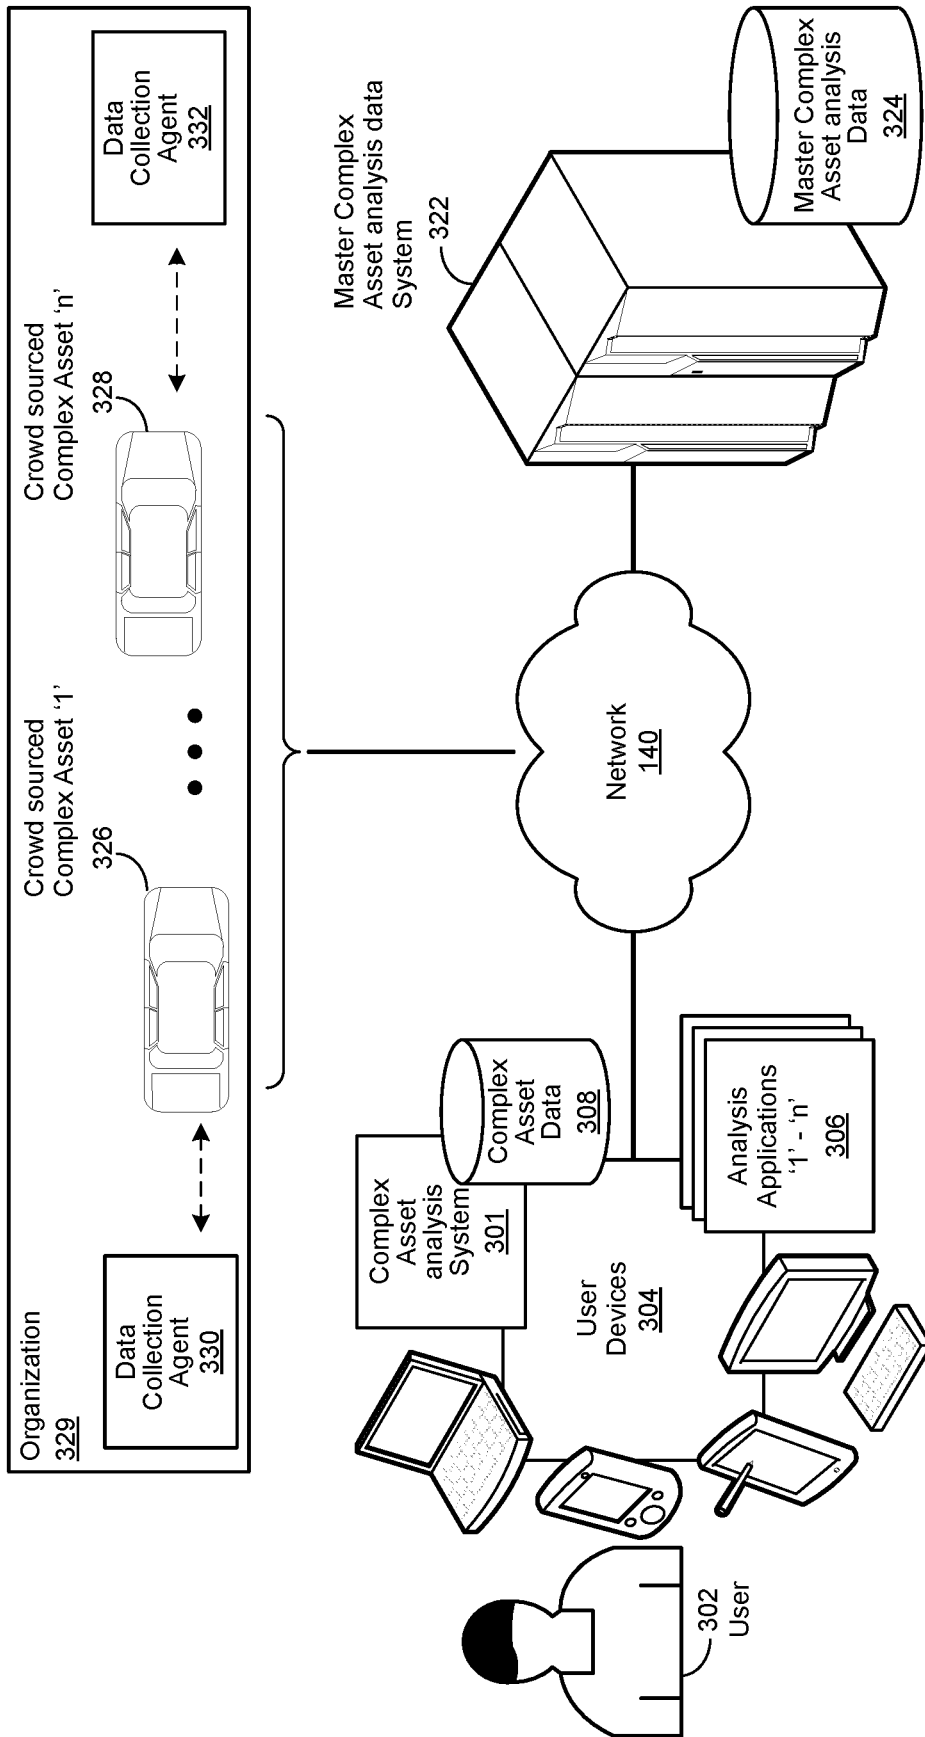 Organization
329
Data
Collection
Agent
330
Crowd sourced
Complex Asset ‘1’
326
Crowd sourced
Complex Asset ‘n’
328
Data
Collection
Agent
332
Complex
Asset
analysis
System
301
Complex
Asset
Data
308
User
Devices
304
Analysis
Applications
‘1’ - ‘n’
306
302
User
Network
140
Master Complex
Asset analysis data
System
322
Master Complex
Asset analysis
Data
324